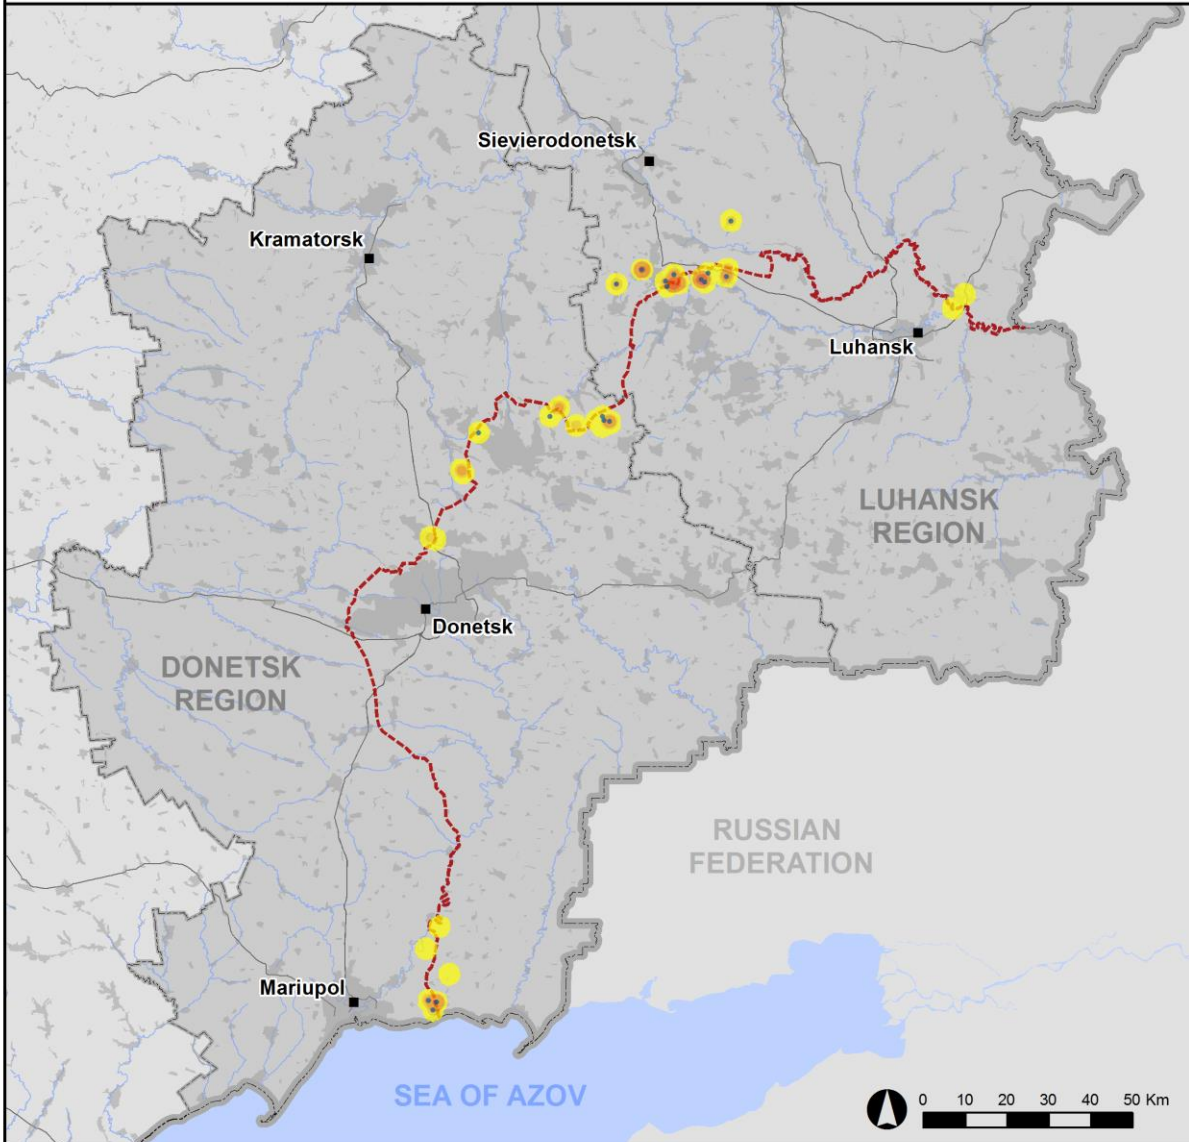 Sievierodonetsk
Kramatorsk
Luhansk
LUHANSK
REGION
Donetsk
DONETSK
REGION
RUSSIAN
FEDERATION
Mariupol
SEA OF AZOV
0 10 20 30 40 50 Km